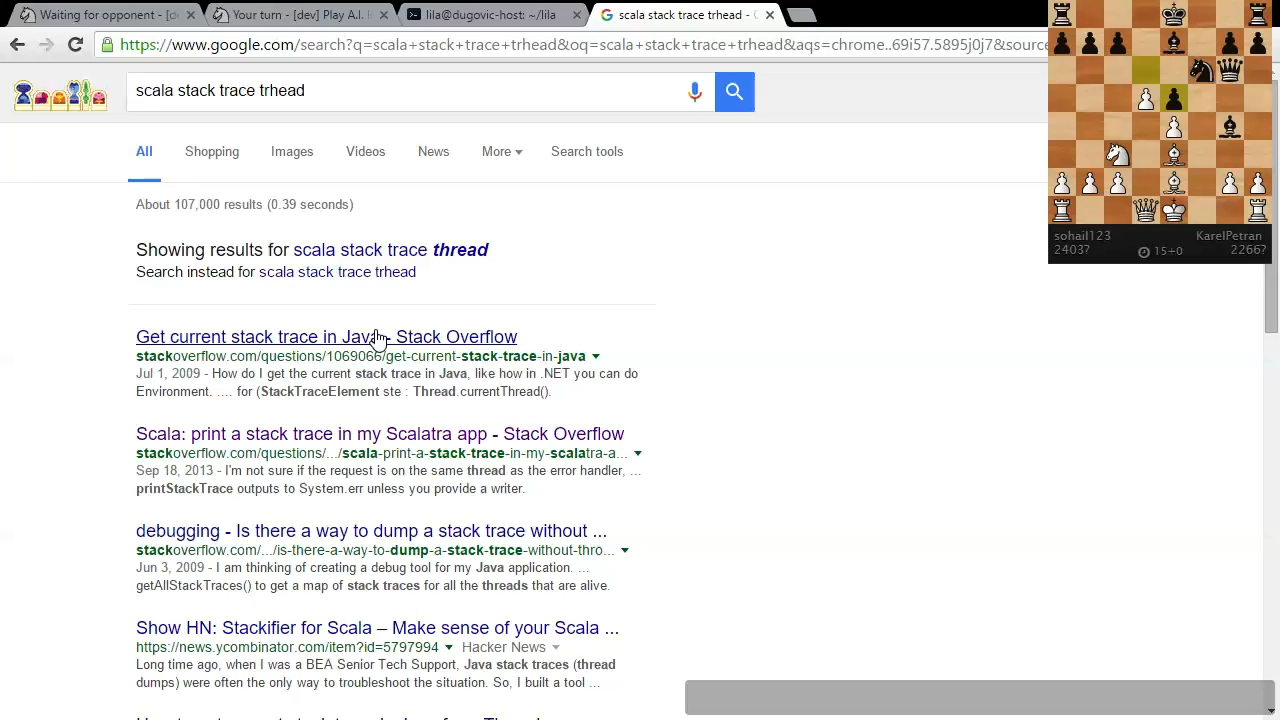 Waiting for opponent - [d
Your turn - [dev] Play A.I. i
lila@dugovic-host: ~/lila
scala stack trace trhead - G
https://www.google.com/search?q=scala+stack+trace+trhead&oq=scala+stack+trace+trhead&aqs=chrome..69i57.5895j0j7&source
scala stack trace trhead
All
Shopping
Images
Videos
News
More
Search tools
About 107,000 results (0.39 seconds)
Showing results for scala stack trace thread
Search instead for scala stack trace trhead
Get current stack trace in Java - Stack Overflow
stackoverflow.com/questions/1069066/get-current-stack-trace-in-java
Jul 1, 2009 - How do I get the current stack trace in Java, like how in .NET you can do
Environment. .... for (StackTraceElement ste : Thread.currentThread().
Scala: print a stack trace in my Scalatra app - Stack Overflow
stackoverflow.com/questions/.../scala-print-a-stack-trace-in-my-scalatra-a...
Sep 18, 2013 - I'm not sure if the request is on the same thread as the error handler, ...
printStackTrace outputs to System.err unless you provide a writer.
debugging - Is there a way to dump a stack trace without ...
stackoverflow.com/.../is-there-a-way-to-dump-a-stack-trace-without-thro...
Jun 3, 2009 - I am thinking of creating a debug tool for my Java application. ...
getAllStackTraces() to get a map of stack traces for all the threads that are alive.
Show HN: Stackifier for Scala – Make sense of your Scala ...
https://news.ycombinator.com/item?id=5797994 Hacker News
Long time ago, when I was a BEA Senior Tech Support, Java stack traces (thread
dumps) were often the only way to troubleshoot the situation. So, I built a tool ...
sohail123
KarelPetran
2403?
15+0
2266?